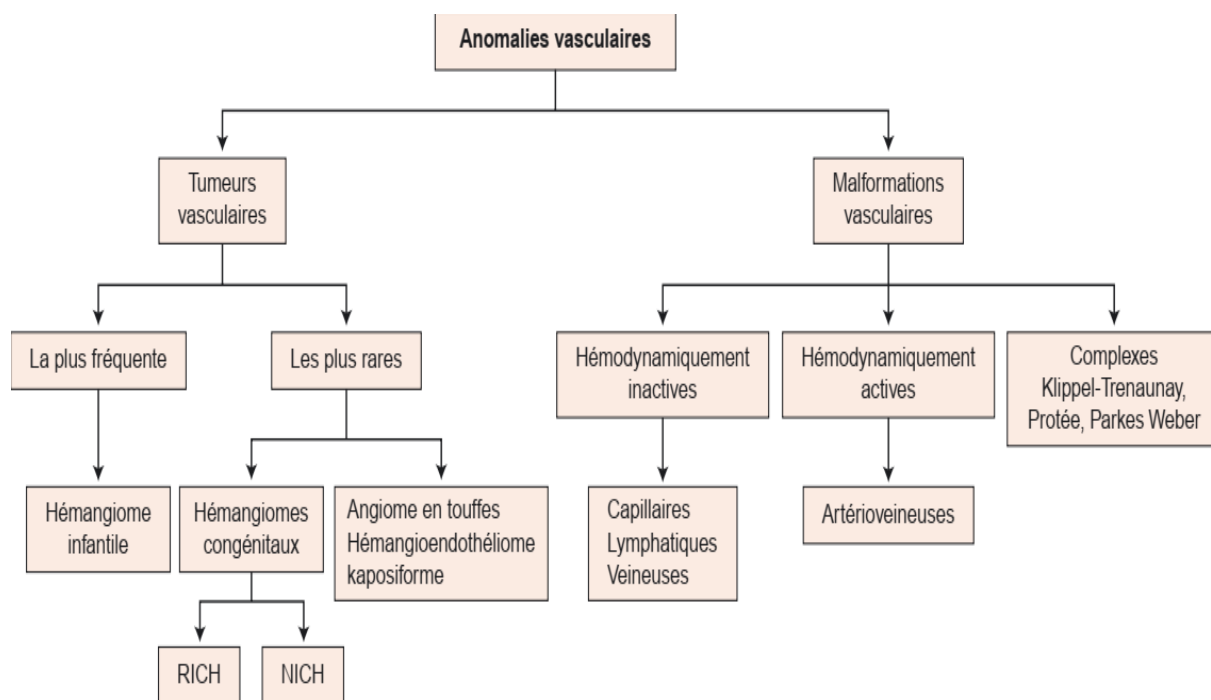 Anomalies vasculaires
Tumeurs
vasculaires
Malformations
vasculaires
La plus fréquente
Les plus rares
Hémodynamiquement
inactives
Hémodynamiquement
actives
Complexes
Klippel-Trenaunay,
Protée, Parkes Weber
Hémangiome
infantile
Hémangiomes
congénitaux
Angiome en touffes
Hémangioendothéliome
kaposiforme
Capillaires
Lymphatiques
Veineuses
Artérioveineuses
RICH
NICH